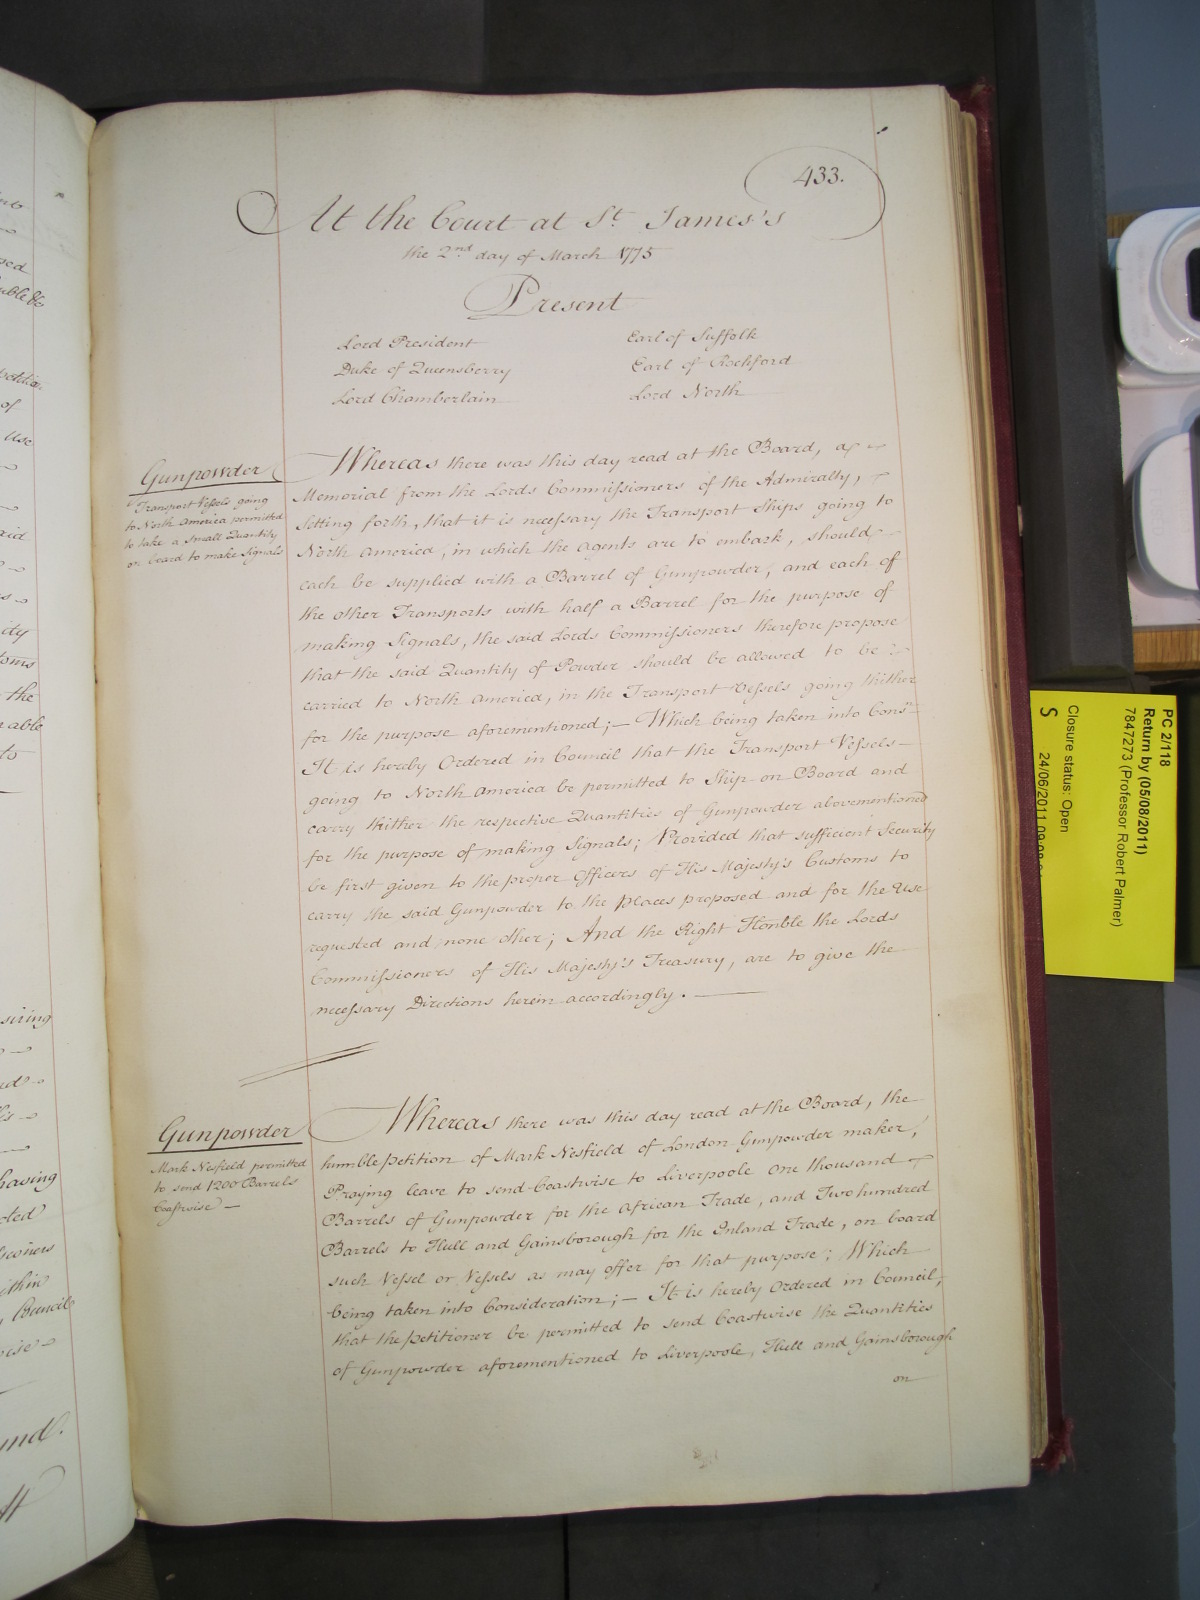 433.
At the Court at St. James's
the 2nd day of March 1775
Present
Lord President
Duke of Queensberry
Lord Chamberlain
Earl of Suffolk
Earl of Rochford
Lord North
Gunpowder
Transport Vessels going
to North America permitted
to take a small Quantity
on board to make Signals
Whereas there was this day read at the Board, a
Memorial from the Lords Commissioners of the Admiralty,
setting forth, that it is necessary the Transport Ships going to
North America, in which the agents are to embark, should
each be supplied with a Barrel of Gunpowder, and each of
the other Transports with half a Barrel for the purpose of
making Signals, the said Lords Commissioners therefore propose
that the said Quantity of Powder should be allowed to be
carried to North America, in the Transport Vessels going thither
for the purpose aforementioned; — Which being taken into Consn.
It is hereby Ordered in Council that the Transport Vessels —
going to North America be permitted to Ship on Board and
carry thither the respective Quantities of Gunpowder abovementioned
for the purpose of making Signals; Provided that sufficient Security
be first given to the proper Officers of His Majesty's Customs to
carry the said Gunpowder to the Places proposed and for the Use
requested and none other; And the Right Honble the Lords
Commissioners of His Majesty's Treasury, are to give the
necessary Directions herein accordingly. —
Gunpowder
Mark Nesfield permitted
to send 1200 Barrels
Coastwise —
Whereas there was this day read at the Board, the
humble Petition of Mark Nesfield of London Gunpowder maker,
Praying leave to send Coastwise to Liverpoole One thousand
Barrels of Gunpowder for the African Trade, and Two hundred
Barrels to Hull and Gainsborough for the Inland Trade, on board
such Vessel or Vessels as may offer for that purpose; Which
being taken into Consideration; — It is hereby Ordered in Council,
that the Petitioner be permitted to send Coastwise the Quantities
of Gunpowder aforementioned to Liverpoole, Hull and Gainsborough
on
PC 2/118
Return by (05/08/2011)
7847273 (Professor Robert Palmer)
Closure status: Open
S 24/06/2011